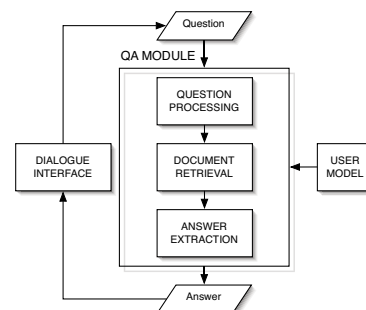 Question
QA MODULE
QUESTION
PROCESSING
DIALOGUE
INTERFACE
DOCUMENT
RETRIEVAL
USER
MODEL
ANSWER
EXTRACTION
Answer